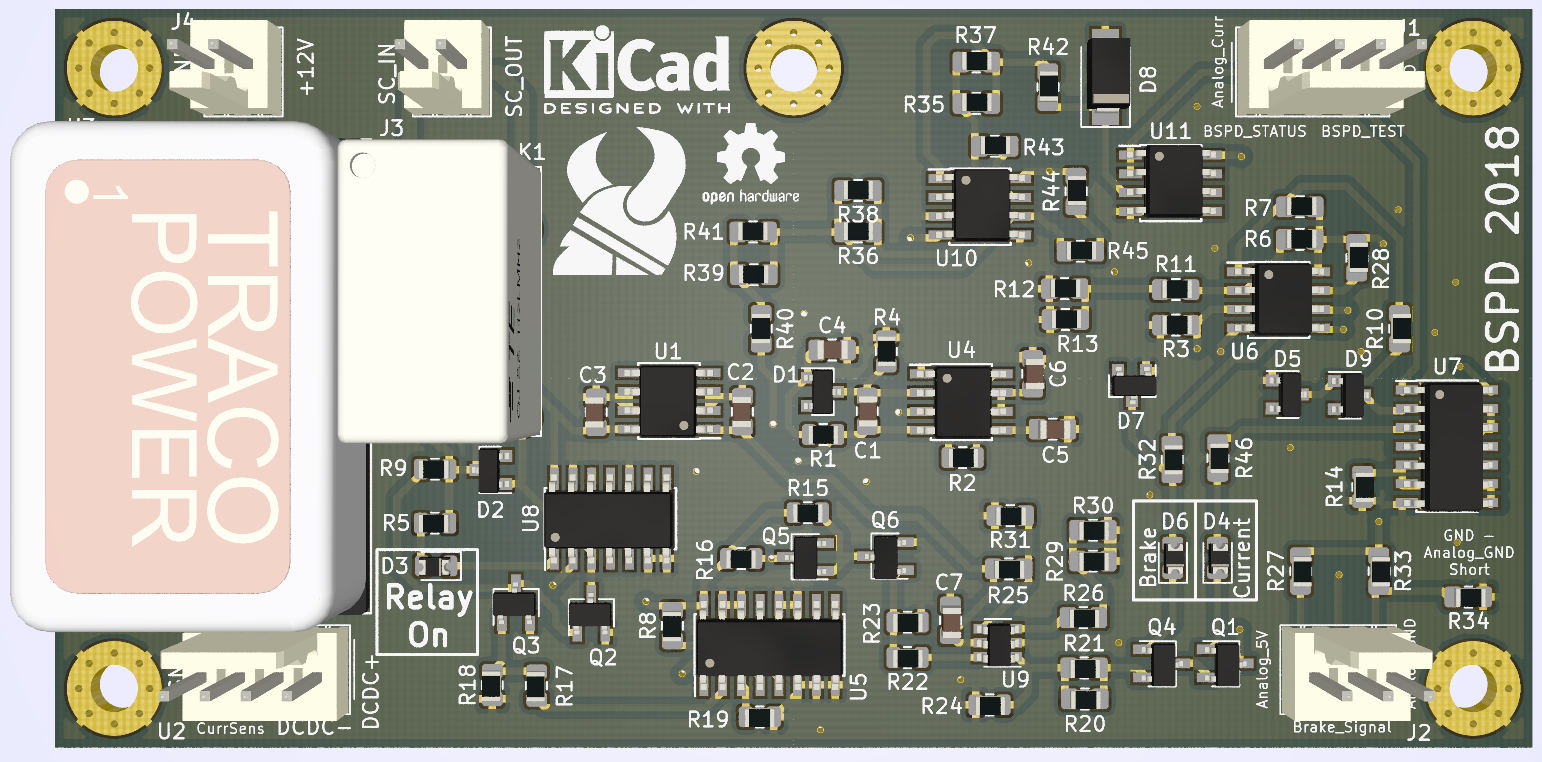 J4
+12V
SC_IN
SC_OUT
J3
KiCad
DESIGNED WITH
open hardware
K1
1
TRACO
POWER
R37
R42
R35
D8
R43
U11
R44
R38
R36
R41
R39
R40
U10
R45
R12
R13
R11
R3
Analog_Curr
BSPD_STATUS
BSPD_TEST
BSPD 2018
R7
R6
R28
R10
U6
D5
D9
U7
U1
C3
C2
C4
R4
D1
R1
C1
U4
C6
C5
R2
D7
R32
R46
R14
R9
D2
R5
D3
Relay
On
U8
R15
R16
Q5
Q6
R31
R25
R30
R29
Brake
D6
D4
Current
R27
R33
GND -
Analog_GND
Short
R34
Q3
Q2
R8
R18
R17
U5
R19
R23
R22
C7
U9
R24
R26
R21
R20
Q4
Q1
Analog_5V
Brake_Signal
J2
U2
CurrSens
DCDC-
DCDC+